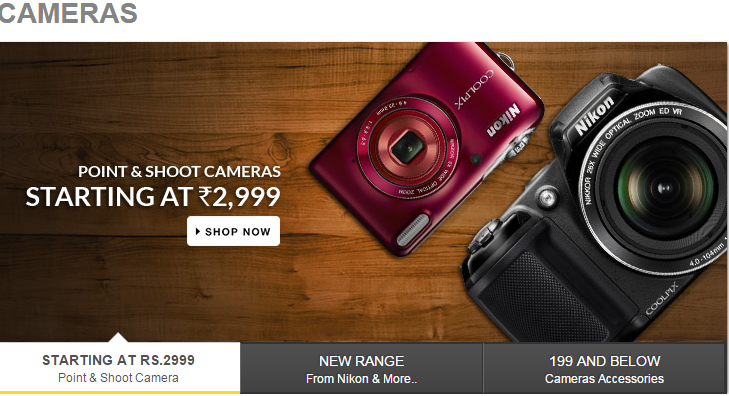 CAMERAS
POINT & SHOOT CAMERAS
STARTING AT ₹2,999
SHOP NOW
COOLPIX
Nikon
NIKKOR 26X WIDE OPTICAL ZOOM ED VR
4.0-104mm
Nikon
COOLPIX
STARTING AT RS.2999
Point & Shoot Camera
NEW RANGE
From Nikon & More..
199 AND BELOW
Cameras Accessories